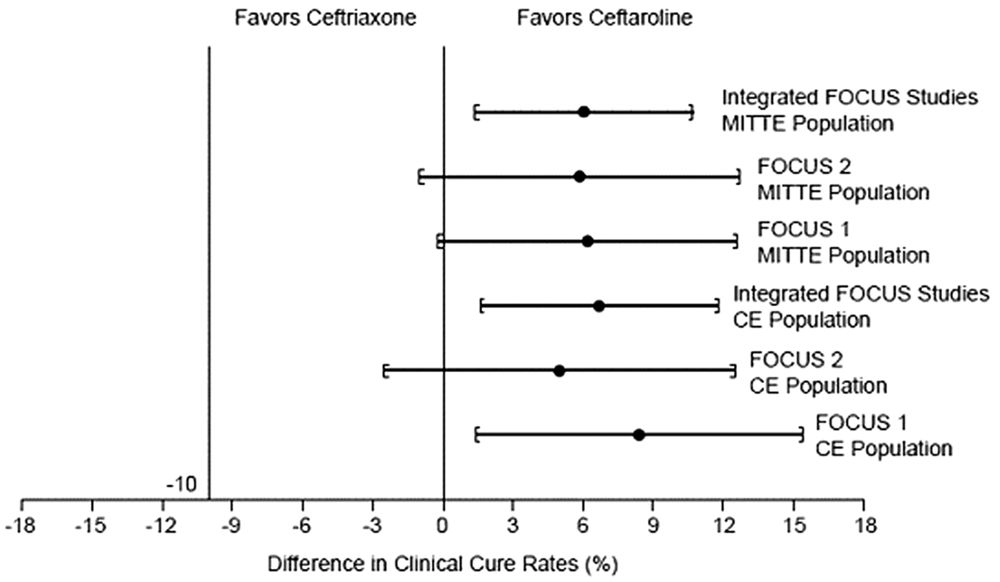 Favors Ceftriaxone Favors Ceftaroline
Integrated FOCUS Studies
MITTE Population
FOCUS 2
MITTE Population
FOCUS 1
MITTE Population
Integrated FOCUS Studies
CE Population
FOCUS 2
CE Population
FOCUS 1
CE Population
-10
-18 -15 -12 -9 -6 -3 0 3 6 9 12 15 18
Difference in Clinical Cure Rates (%)